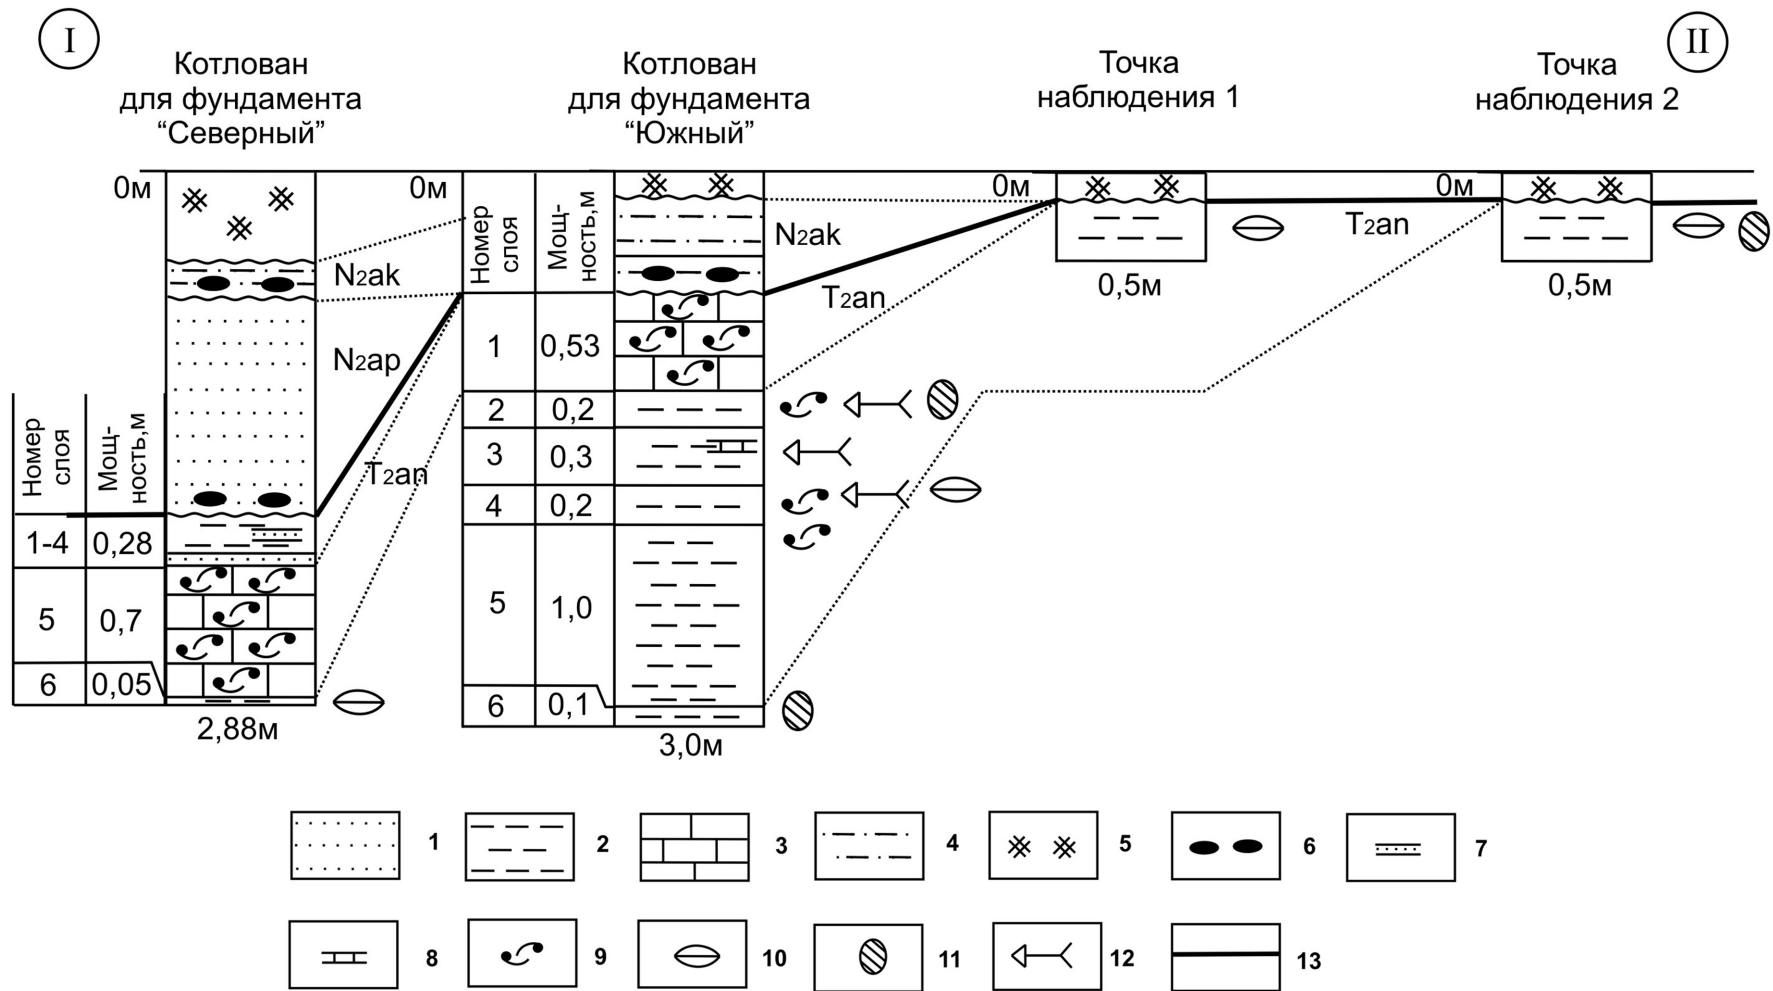 I
II
Котлован
для фундамента
“Северный”
Котлован
для фундамента
“Южный”
Точка
наблюдения 1
Точка
наблюдения 2
0м
0м
0м
0м
Номер
слоя
Мощ-
ность,м
1-4
0,28
5
0,7
6
0,05
2,88м
N2ak
N2ap
T2an
Номер
слоя
Мощ-
ность,м
1
0,53
2
0,2
3
0,3
4
0,2
5
1,0
6
0,1
3,0м
N2ak
T2an
0,5м
T2an
0,5м
1
2
3
4
5
6
7
8
9
10
11
12
13